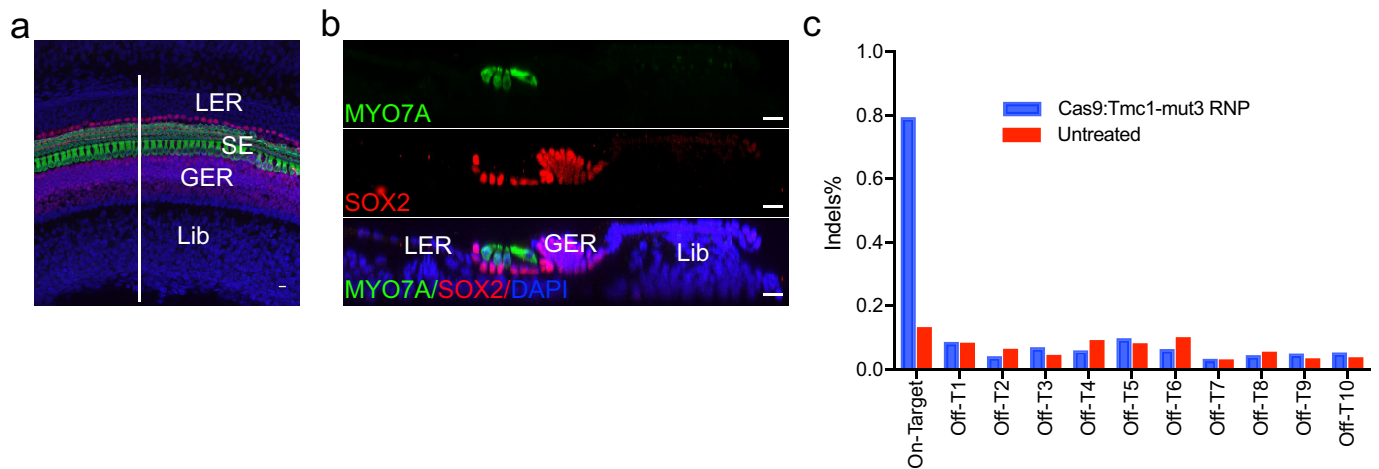 a
LER
SE
GER
Lib
b
MYO7A
SOX2
LER
GER
Lib
MYO7A/SOX2/DAPI
c
1.0
0.8
0.6
0.4
0.2
0.0
Indels%
Cas9:Tmc1-mut3 RNP
Untreated
On-Target
Off-T1
Off-T2
Off-T3
Off-T4
Off-T5
Off-T6
Off-T7
Off-T8
Off-T9
Off-T10